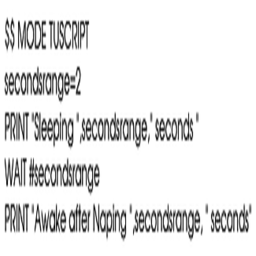 $$ MODE TUSCRIPT
secondsrange=2
PRINT "Sleeping ",secondsrange," seconds "
WAIT #secondsrange
PRINT "Awake after Naping ",secondsrange, " seconds"